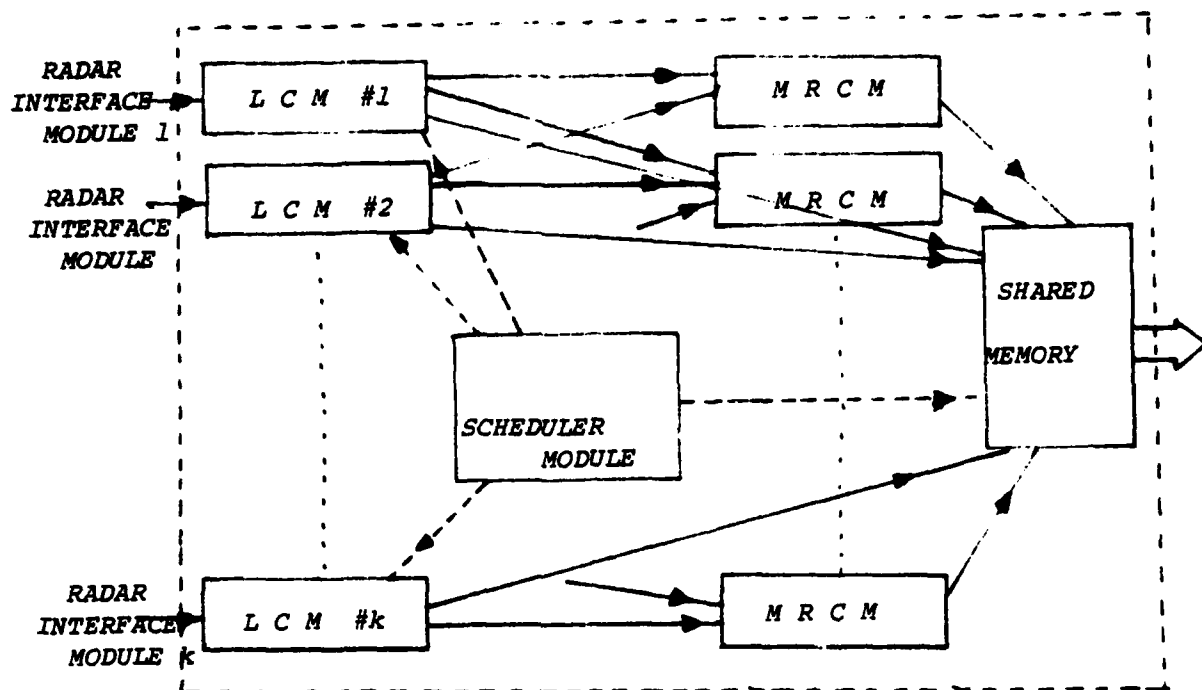 RADAR
INTERFACE
MODULE 1
L C M #1
M R C M
RADAR
INTERFACE
MODULE
L C M #2
M R C M
SHARED
MEMORY
SCHEDULER
MODULE
RADAR
INTERFACE
MODULE k
L C M #k
M R C M